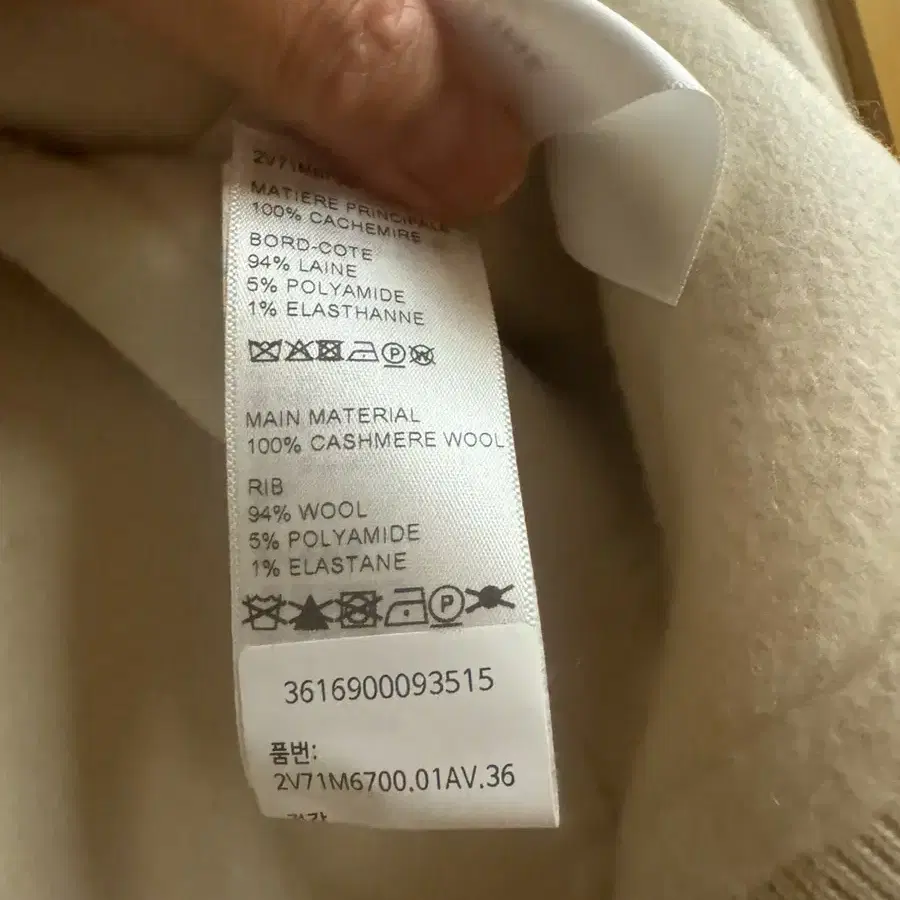 MATIERE PRINCIPALE
100% CACHEMIRE
BORD-COTE
94% LAINE
5% POLYAMIDE
1% ELASTHANNE
P W
MAIN MATERIAL
100% CASHMERE WOOL
RIB
94% WOOL
5% POLYAMIDE
1% ELASTANE
P
3616900093515
품번:
2V71M6700.01AV.36